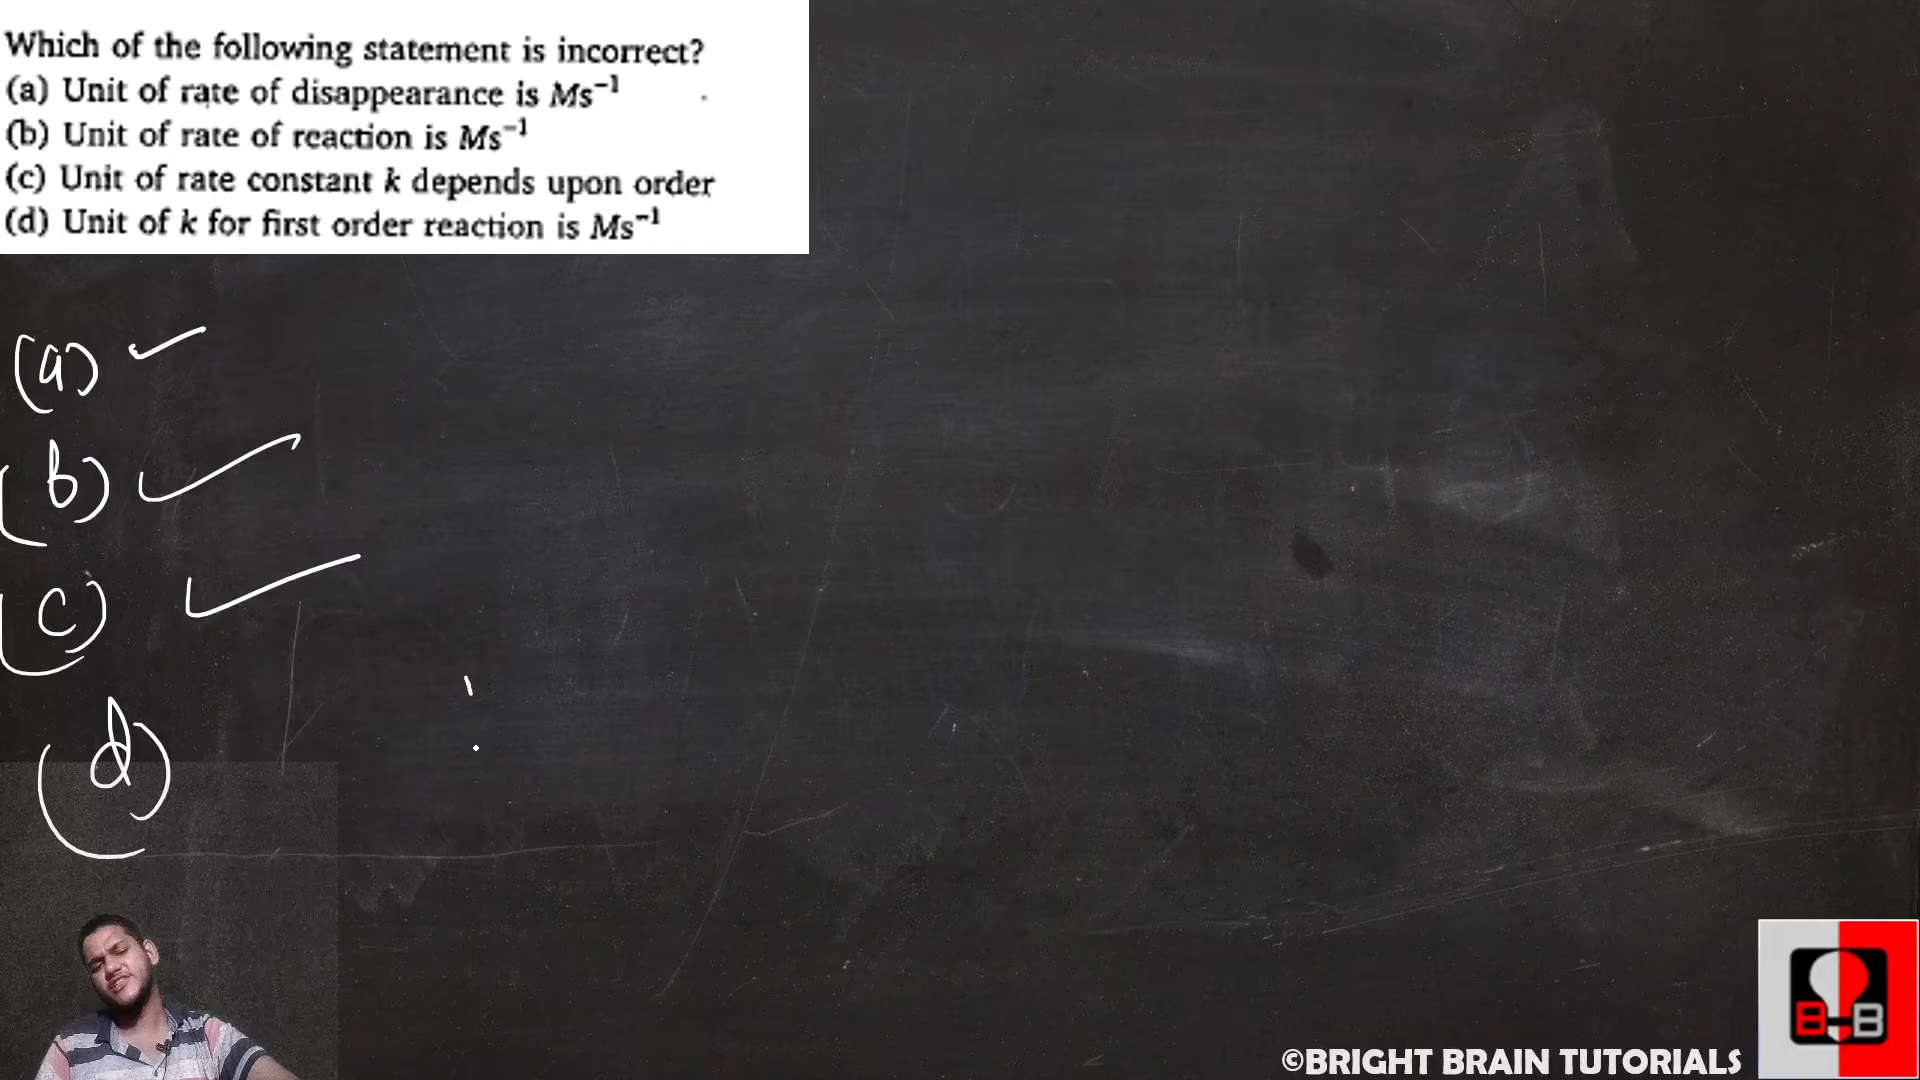 Which of the following statement is incorrect?
(a) Unit of rate of disappearance is Ms⁻¹
(b) Unit of rate of reaction is Ms⁻¹
(c) Unit of rate constant k depends upon order
(d) Unit of k for first order reaction is Ms⁻¹
(a) ✓
(b) ✓
(c) ✓
(d)
B B
©BRIGHT BRAIN TUTORIALS